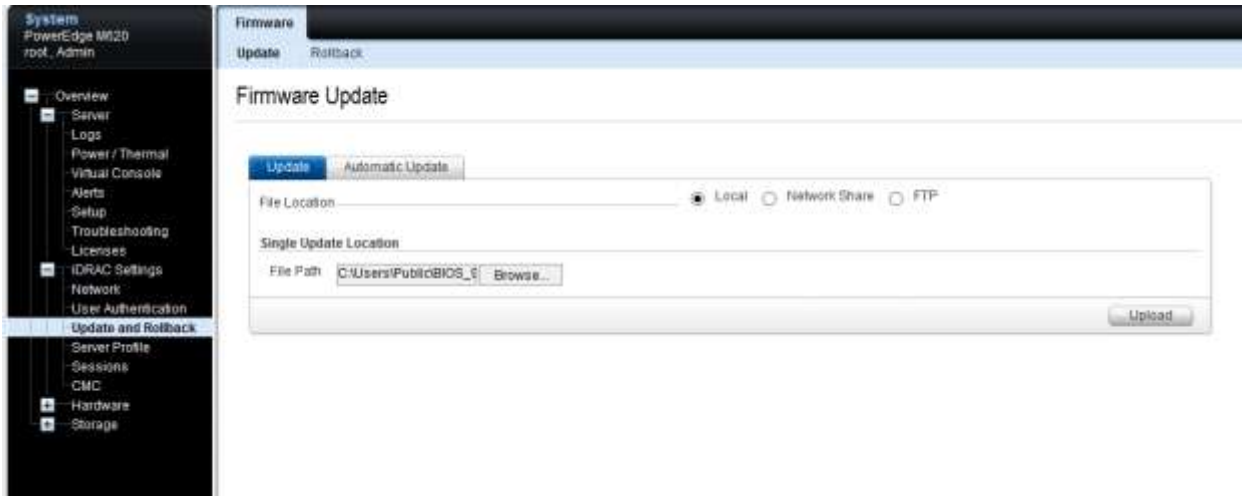 System
PowerEdge M620
root, Admin
Overview
Server
Logs
Power / Thermal
Virtual Console
Alerts
Setup
Troubleshooting
Licenses
iDRAC Settings
Network
User Authentication
Update and Rollback
Server Profile
Sessions
CMC
Hardware
Storage
Firmware
Update Rollback
Firmware Update
Update Automatic Update
File Location Local Network Share FTP
Single Update Location
File Path C:\Users\Public\BIOS_ Browse...
Upload